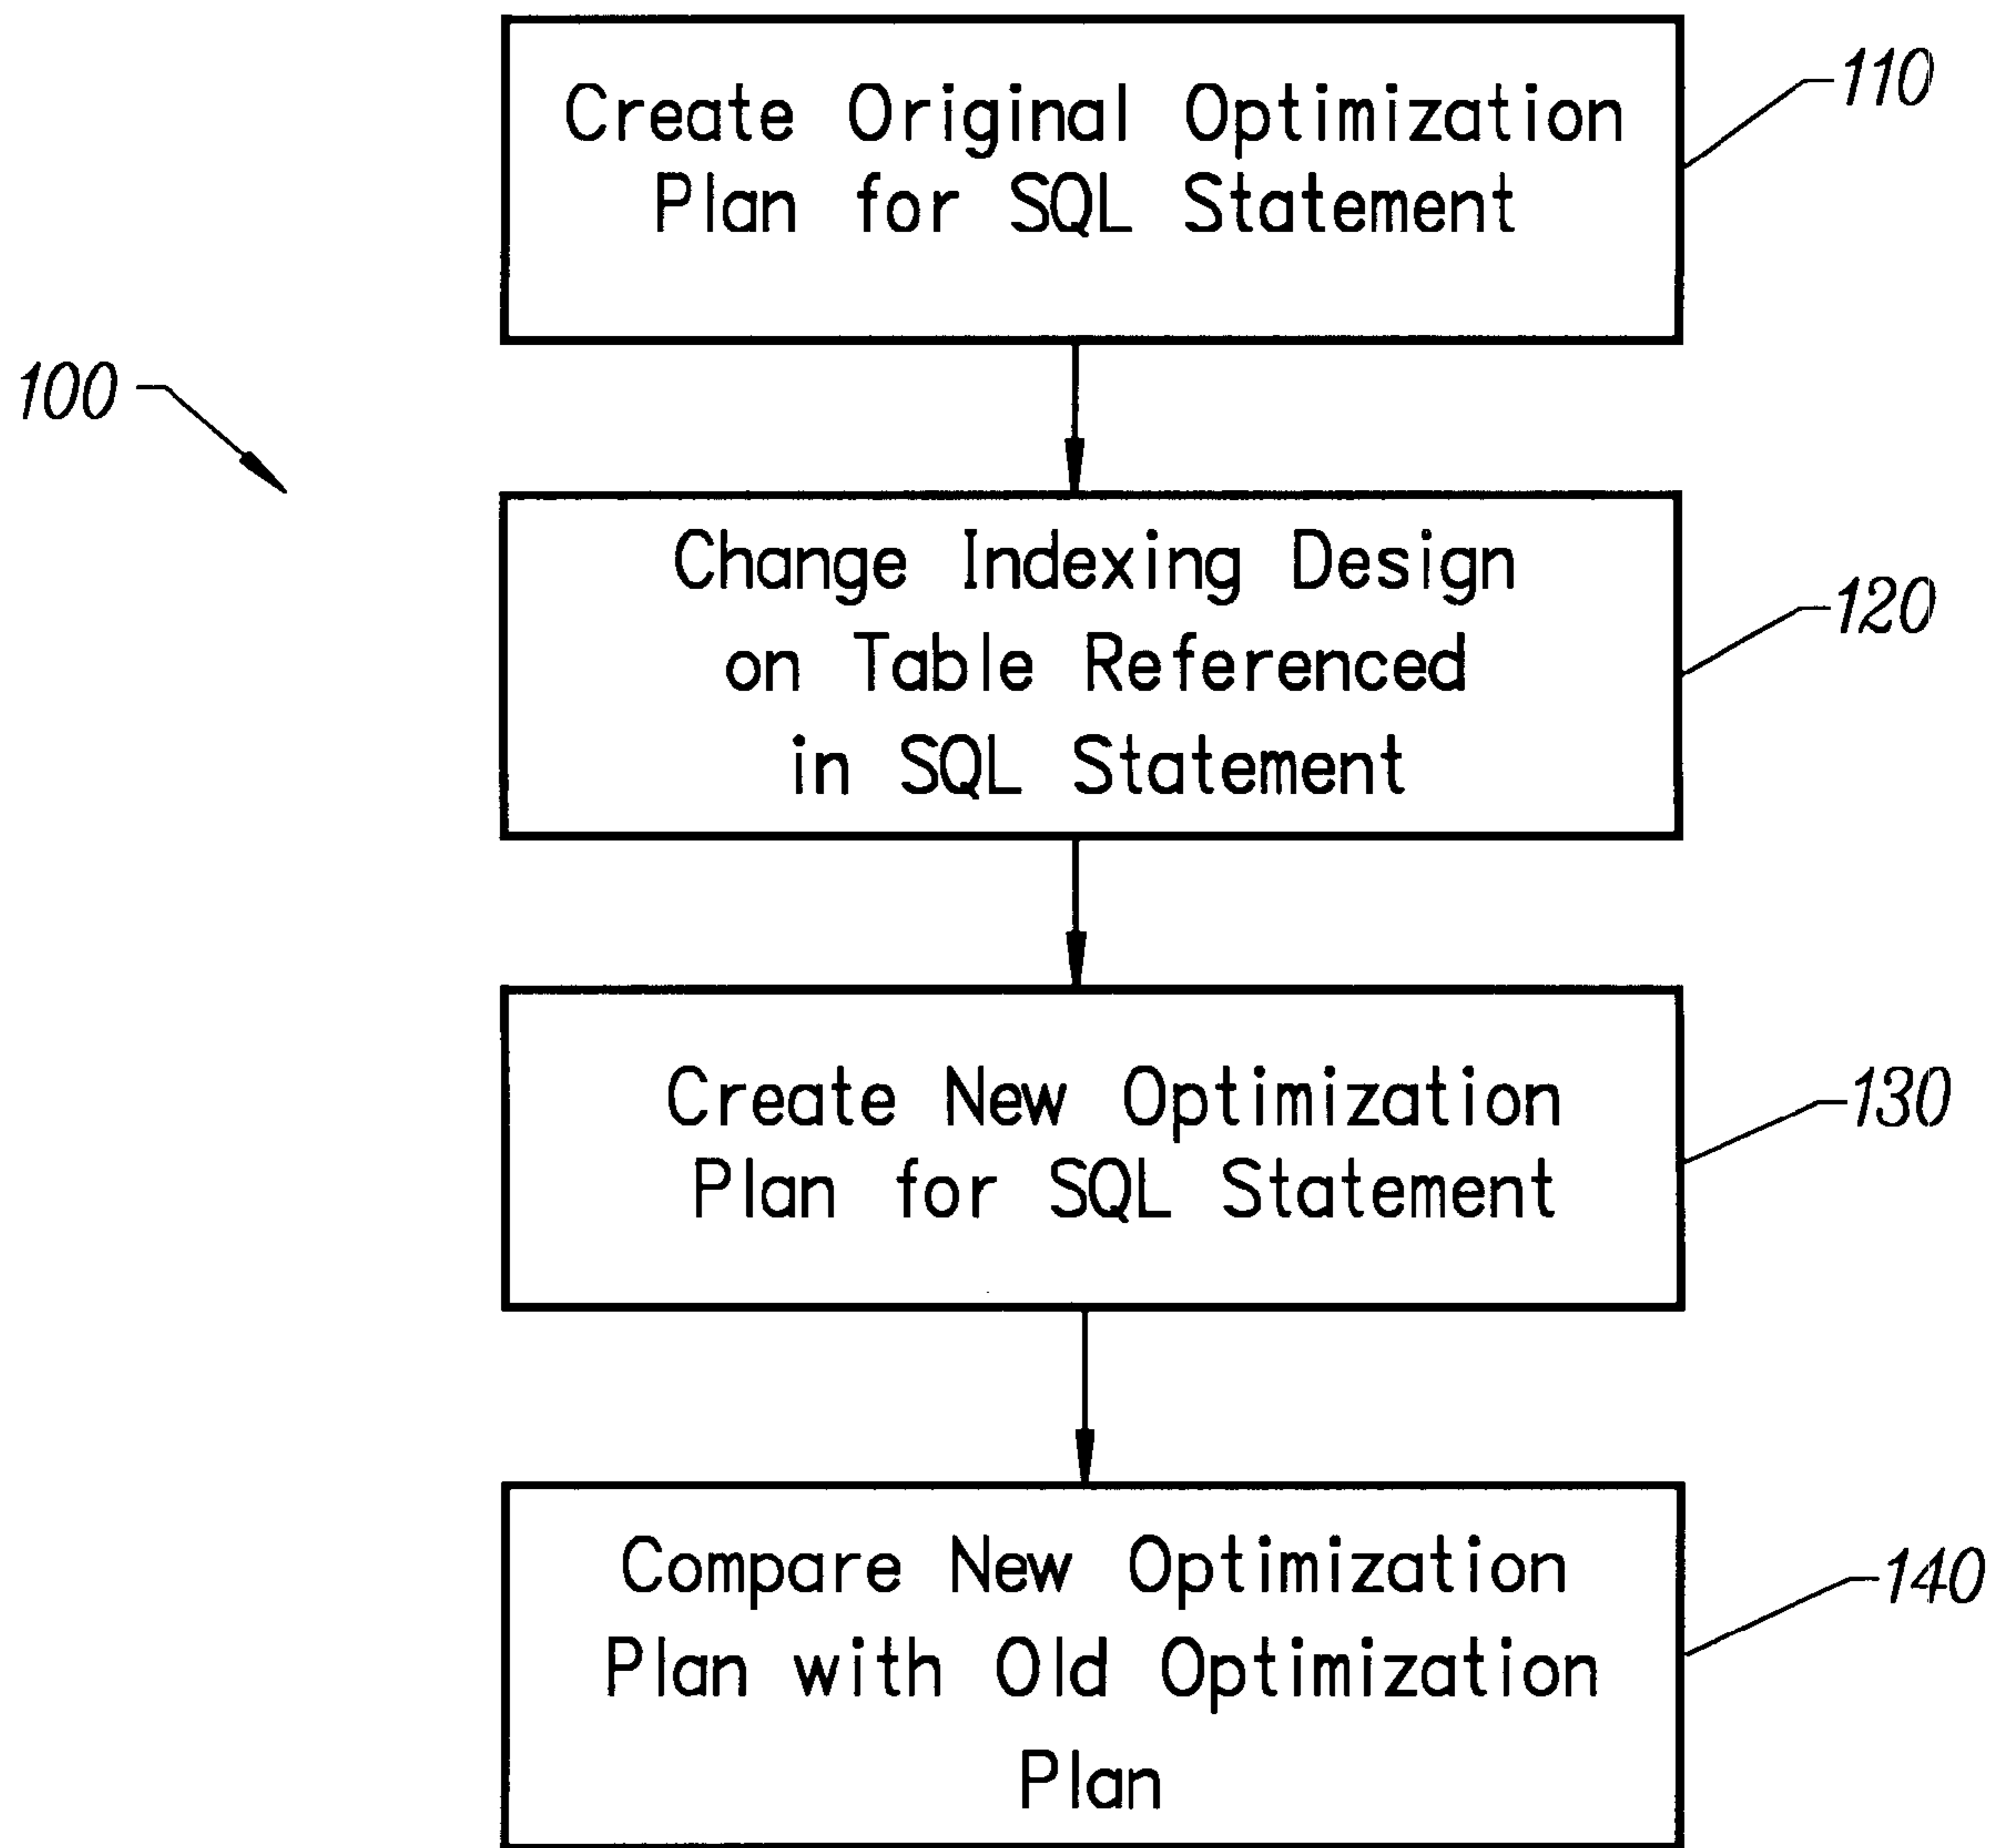 Create Original Optimization
Plan for SQL Statement
110
100
Change Indexing Design
on Table Referenced
in SQL Statement
120
Create New Optimization
Plan for SQL Statement
130
Compare New Optimization
Plan with Old Optimization
Plan
140